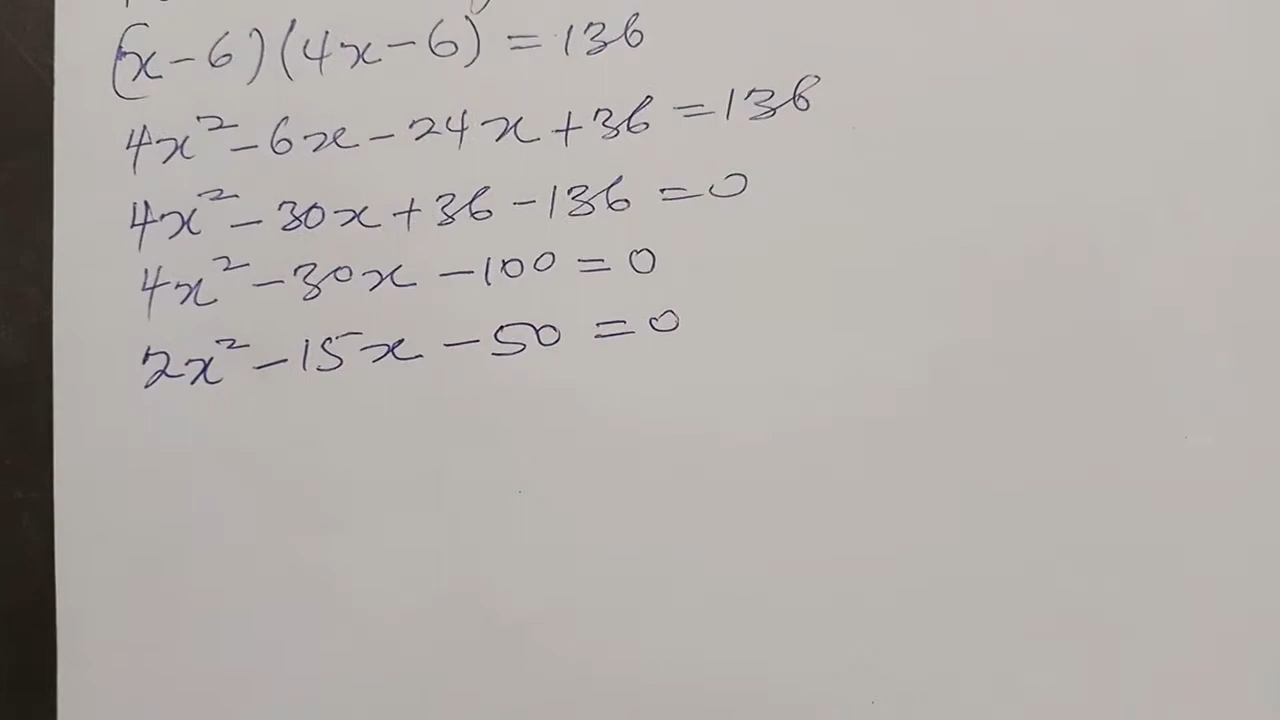 (x-6)(4x-6) = 136
4x² - 6x - 24x + 36 = 136
4x² - 30x + 36 - 136 = 0
4x² - 30x - 100 = 0
2x² - 15x - 50 = 0